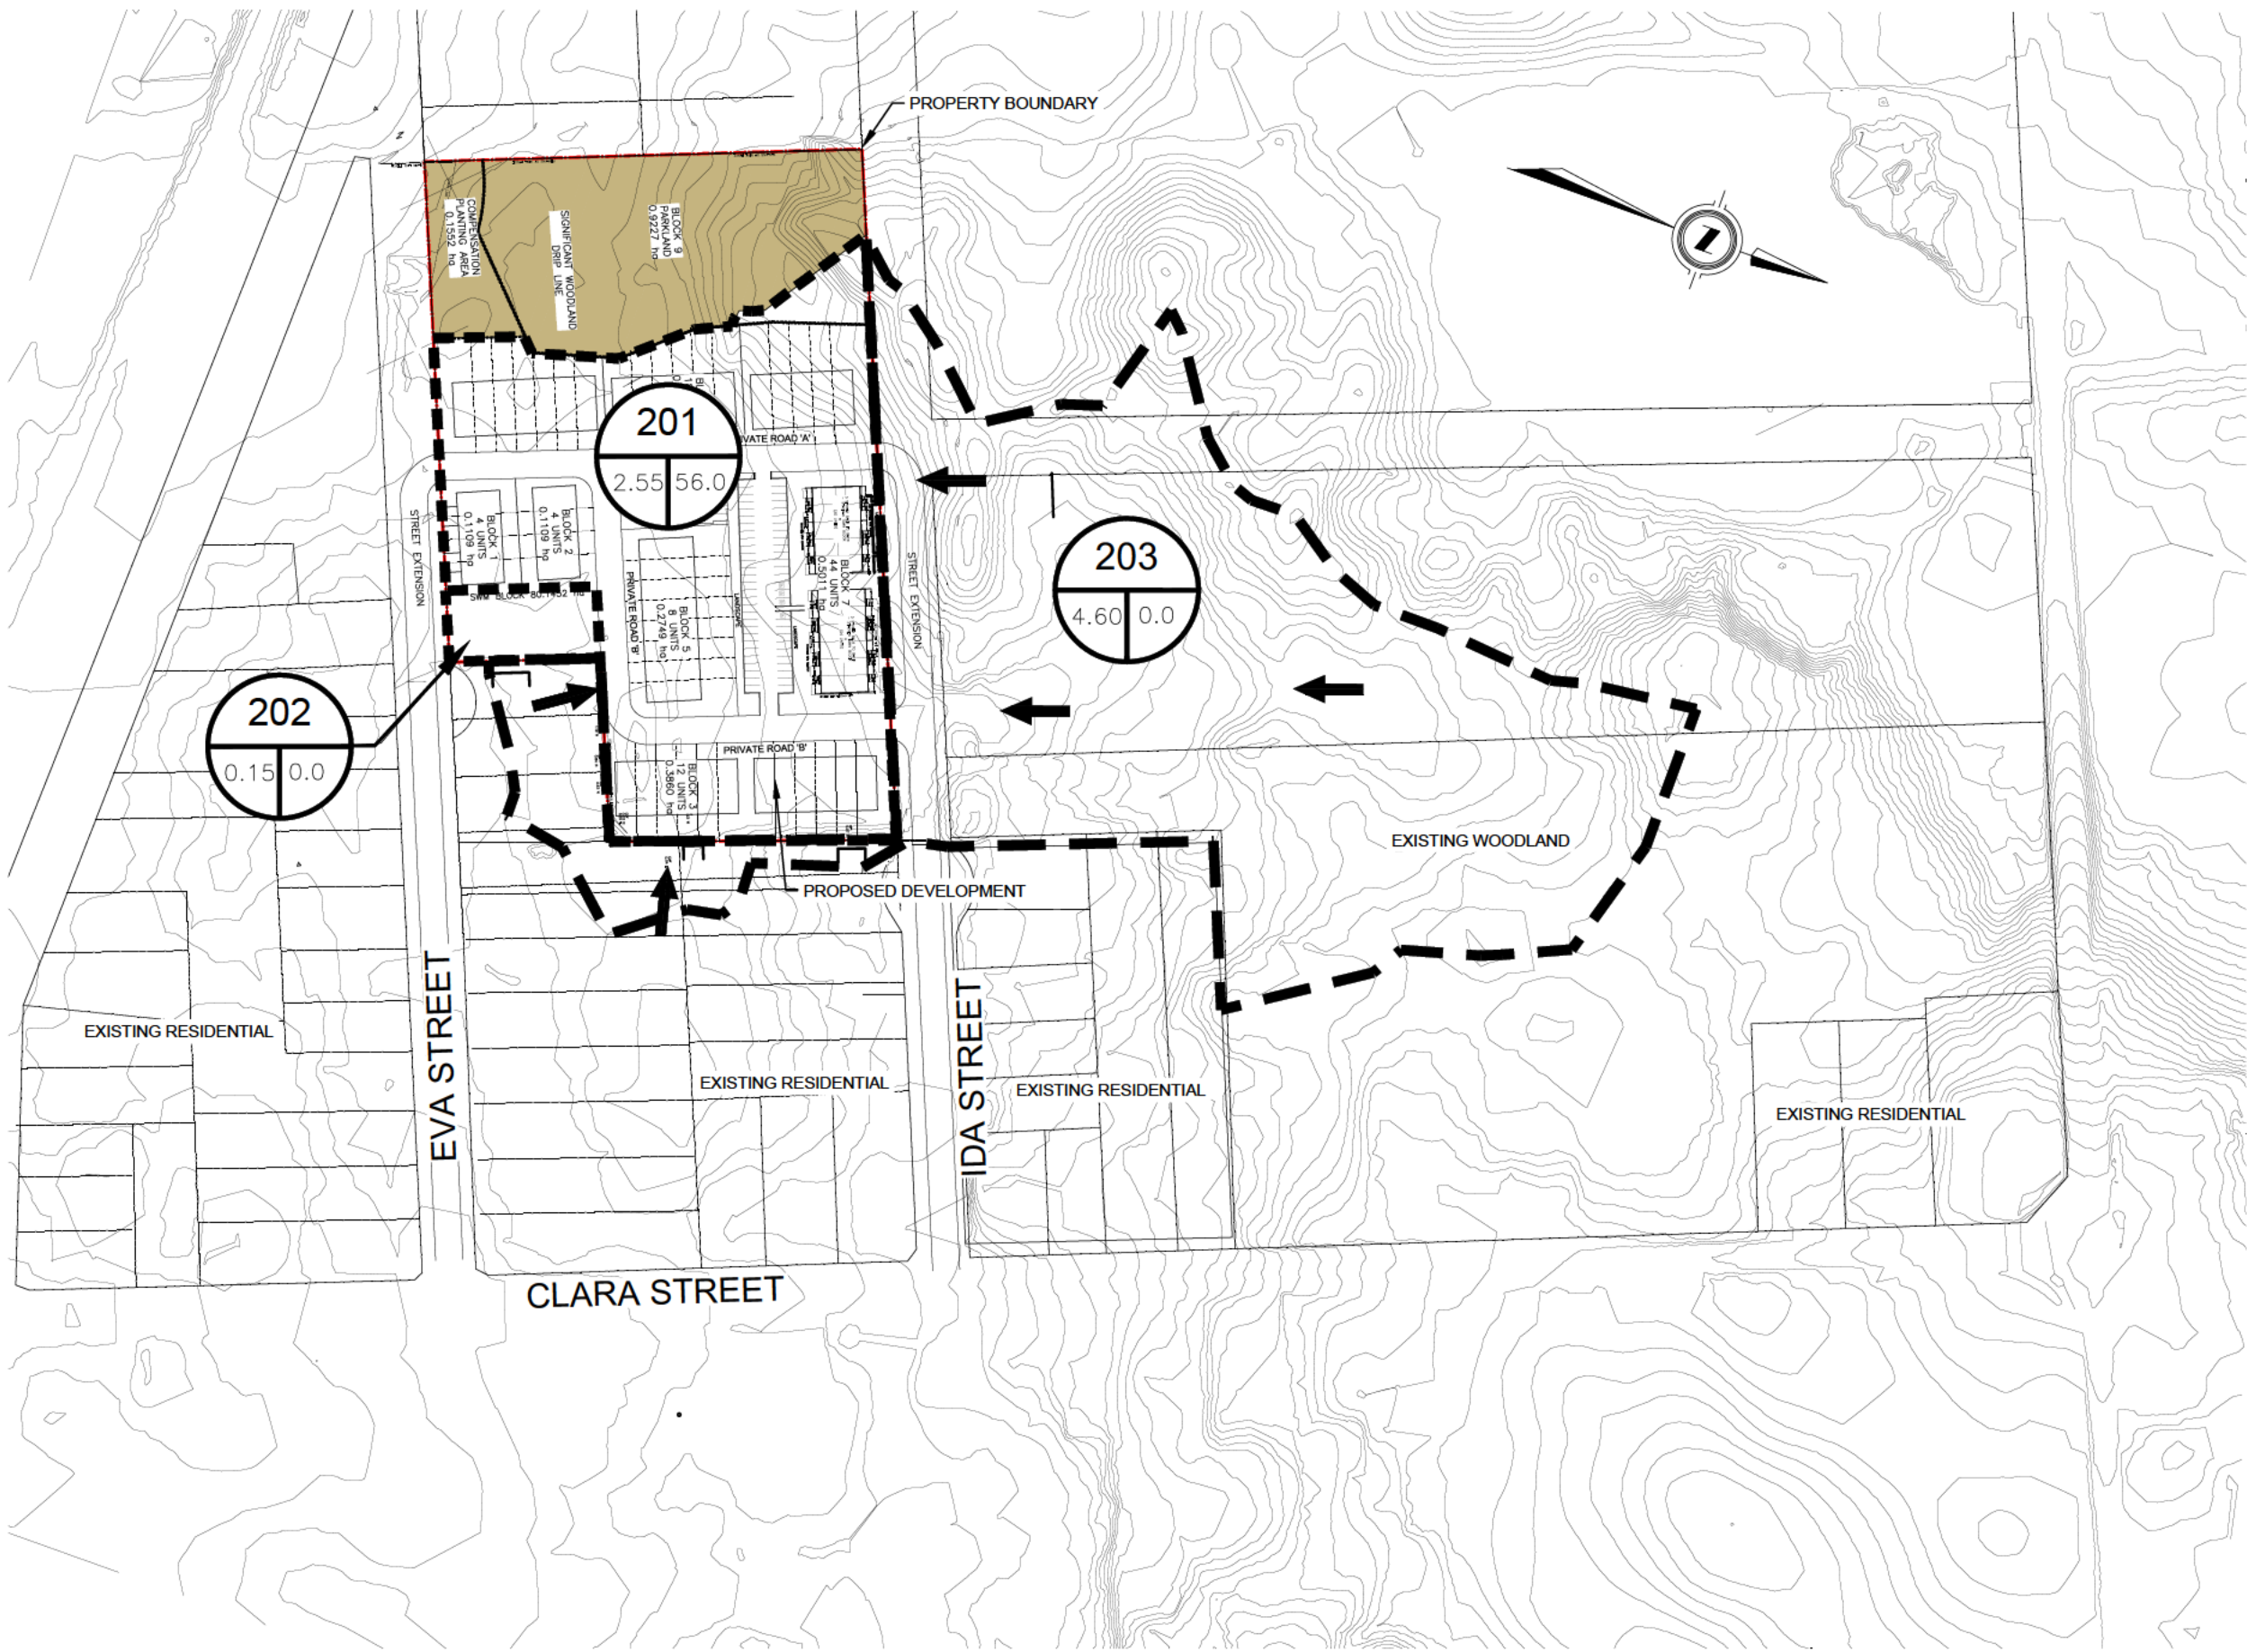 PROPERTY BOUNDARY
COMPENSATION
PLANTING AREA
0.1552 ha
SIGNIFICANT WOODLAND
DRIP LINE
BLOCK 9
PARKLAND
0.9227 ha
201
2.55 56.0
VATE ROAD 'A'
STREET EXTENSION
BLOCK 1
4 UNITS
0.1109 ha
BLOCK 2
4 UNITS
0.1109 ha
PRIVATE ROAD 'B'
BLOCK 5
8 UNITS
0.2749 ha
LANDSCAPE
BLOCK 7
44 UNITS
0.5011 ha
STREET EXTENSION
203
4.60 0.0
SWM BLOCK
202
0.15 0.0
PRIVATE ROAD 'B'
BLOCK 3
12 UNITS
0.3860 ha
PROPOSED DEVELOPMENT
EXISTING WOODLAND
EVA STREET
IDA STREET
EXISTING RESIDENTIAL
EXISTING RESIDENTIAL
EXISTING RESIDENTIAL
EXISTING RESIDENTIAL
CLARA STREET